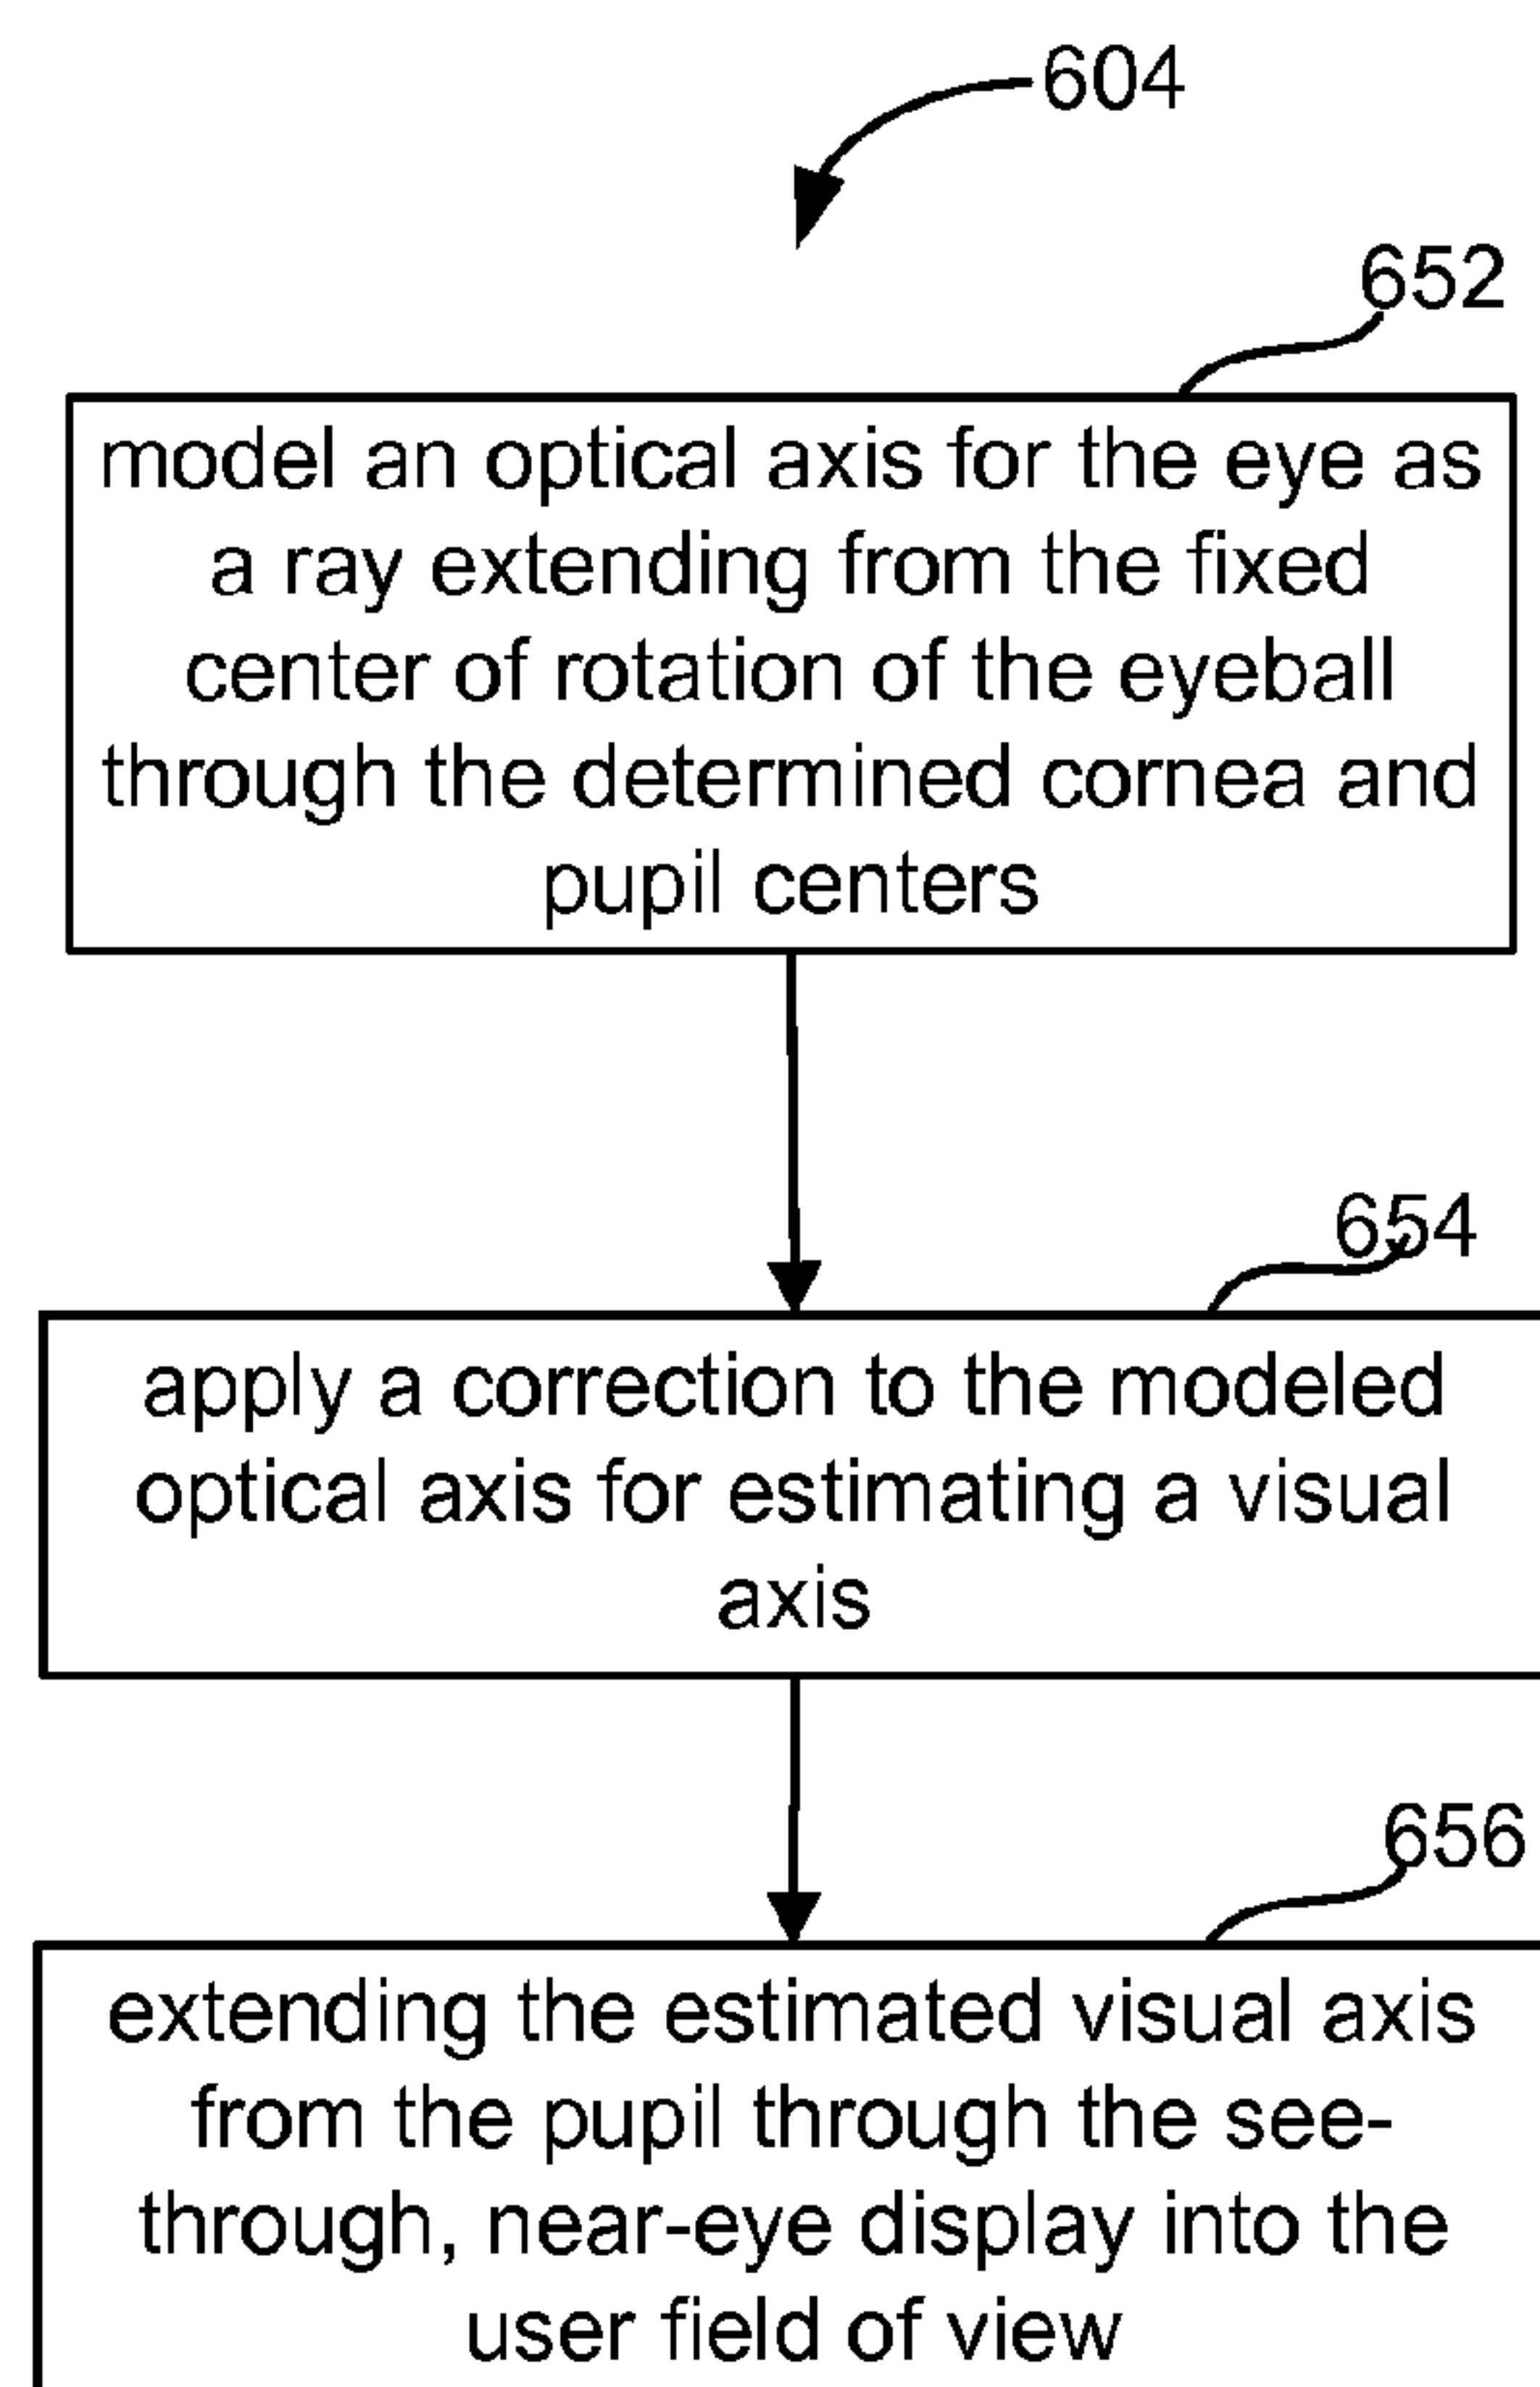 604
652
model an optical axis for the eye as
a ray extending from the fixed
center of rotation of the eyeball
through the determined cornea and
pupil centers
654
apply a correction to the modeled
optical axis for estimating a visual
axis
656
extending the estimated visual axis
from the pupil through the see-
through, near-eye display into the
user field of view